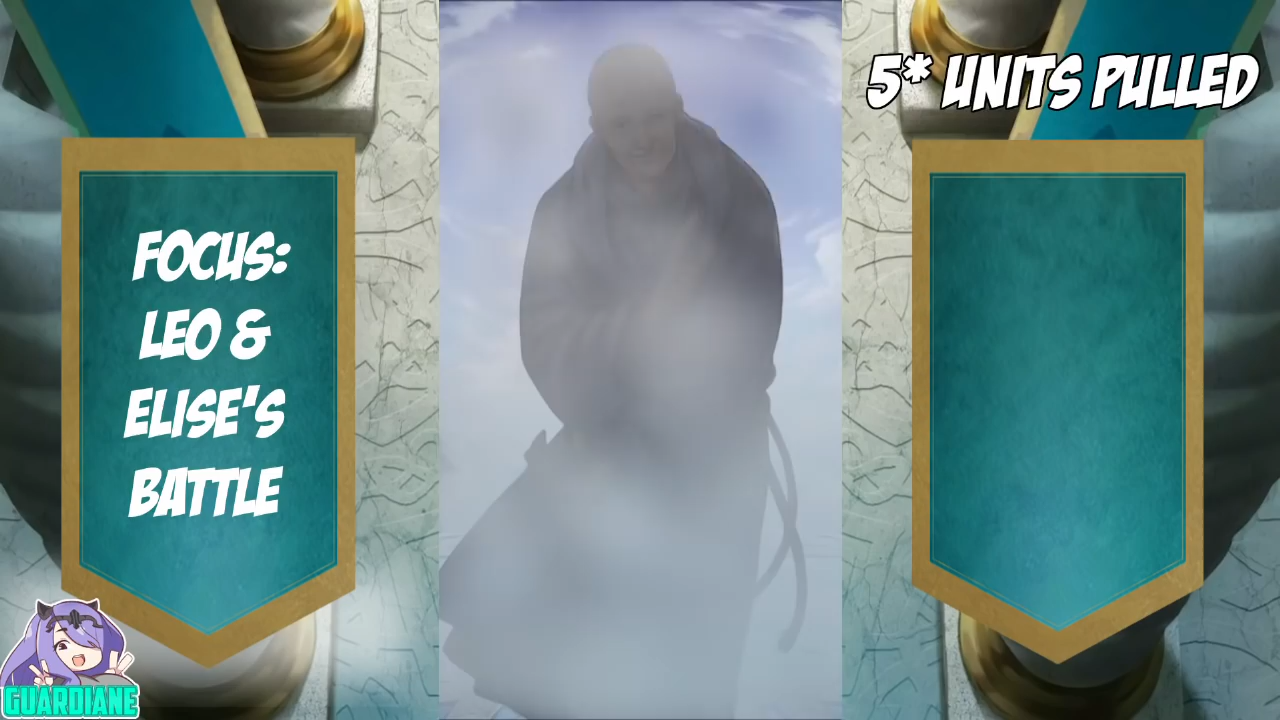 5* UNITS PULLED
FOCUS:
LEO &
ELISE'S
BATTLE
GUARDIANE